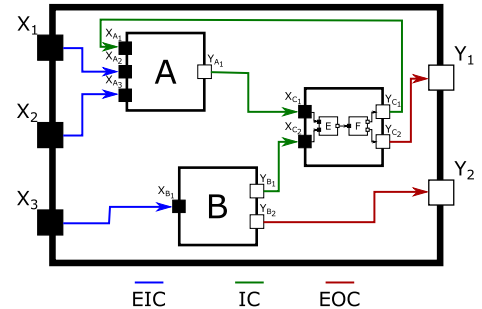 X1
X2
X3
XA1
XA2
XA3
A
YA1
XB1
B
YB1
YB2
XC1
XC2
E
F
YC1
YC2
Y1
Y2
EIC
IC
EOC